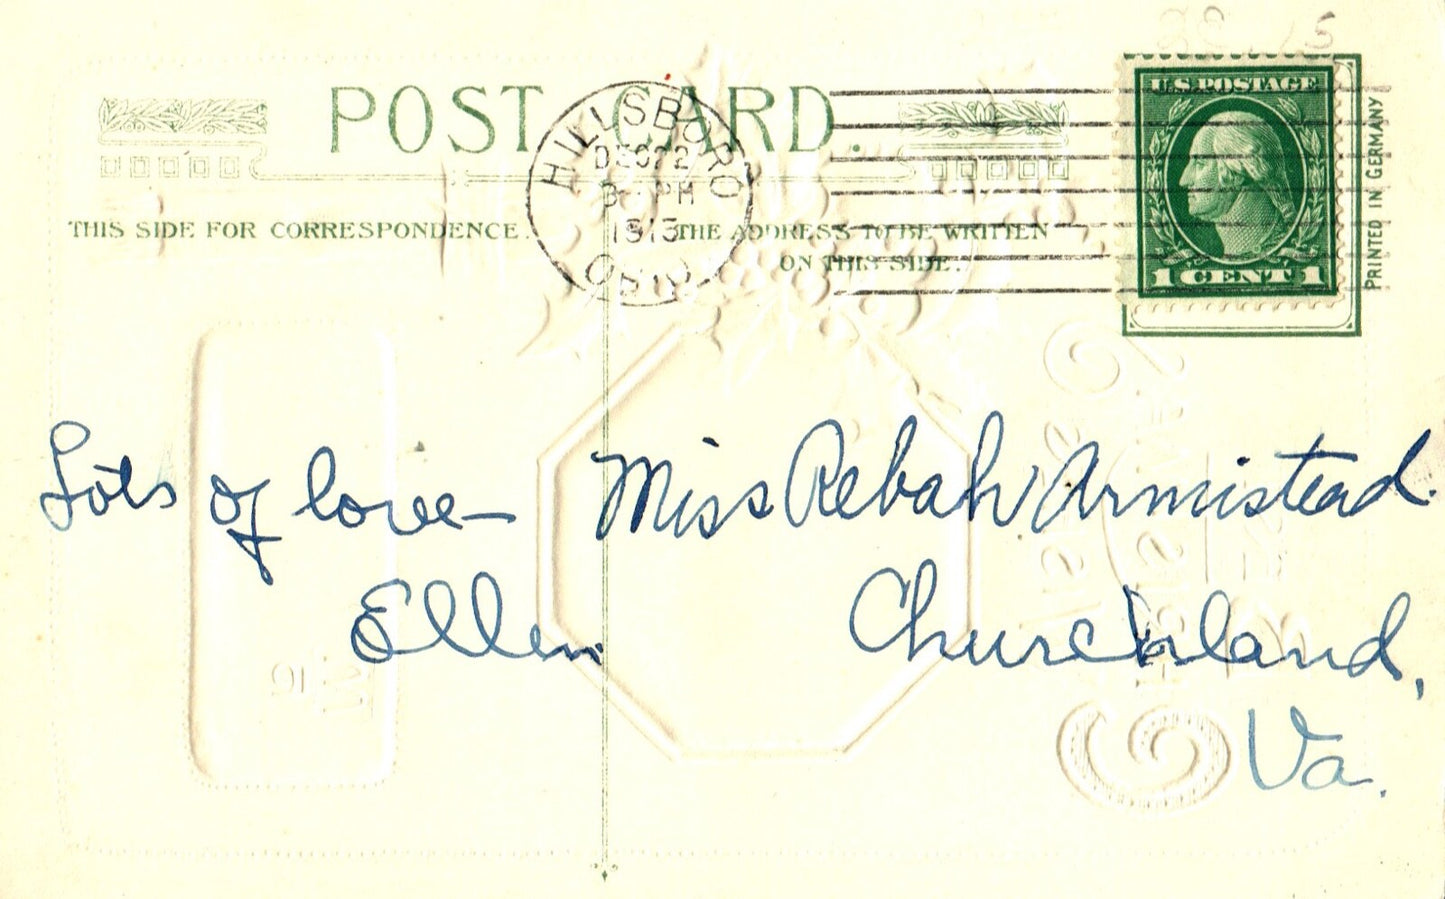 POST CARD.
HILLSBORO
DEC 22
3 - PM
1913
OHIO
U.S. POSTAGE
1 CENT 1
PRINTED IN GERMANY
THIS SIDE FOR CORRESPONDENCE.
THE ADDRESS TO BE WRITTEN
ON THIS SIDE.
Lots of love—
Ellen
Miss Rebah Armistead.
Churchland,
Va.